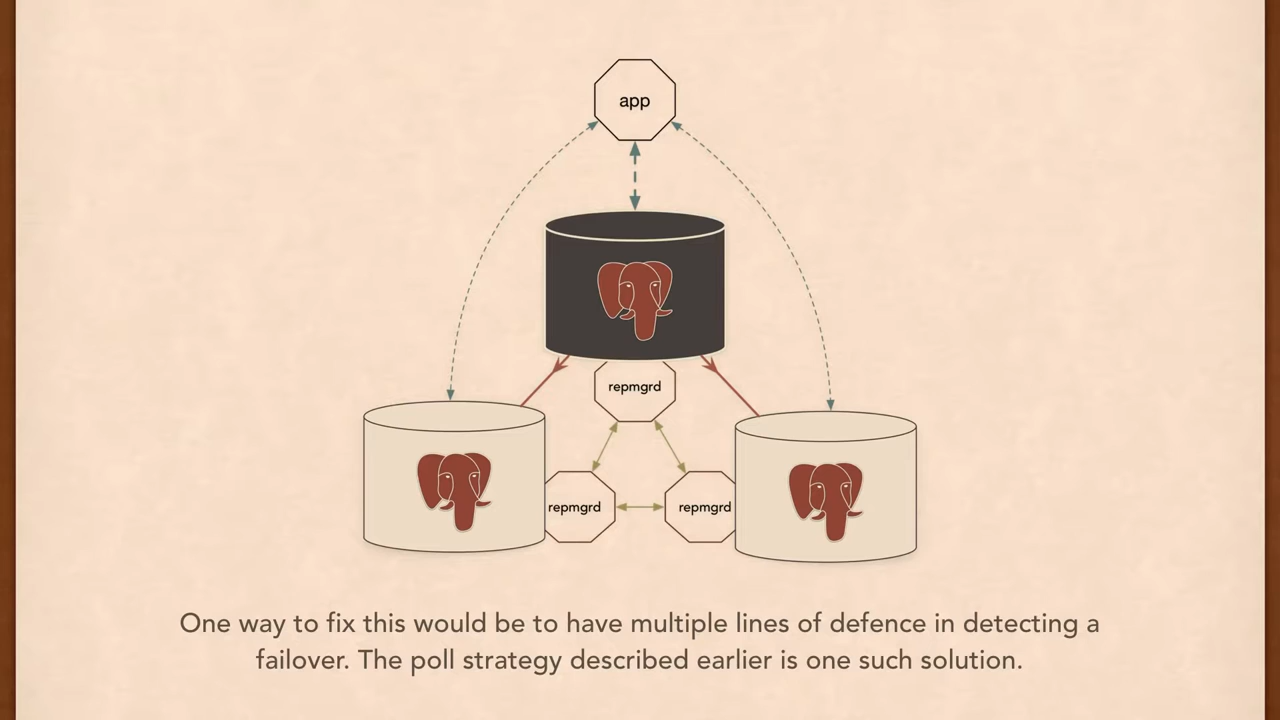 app
repmgrd
repmgrd
repmgrd
One way to fix this would be to have multiple lines of defence in detecting a
failover. The poll strategy described earlier is one such solution.